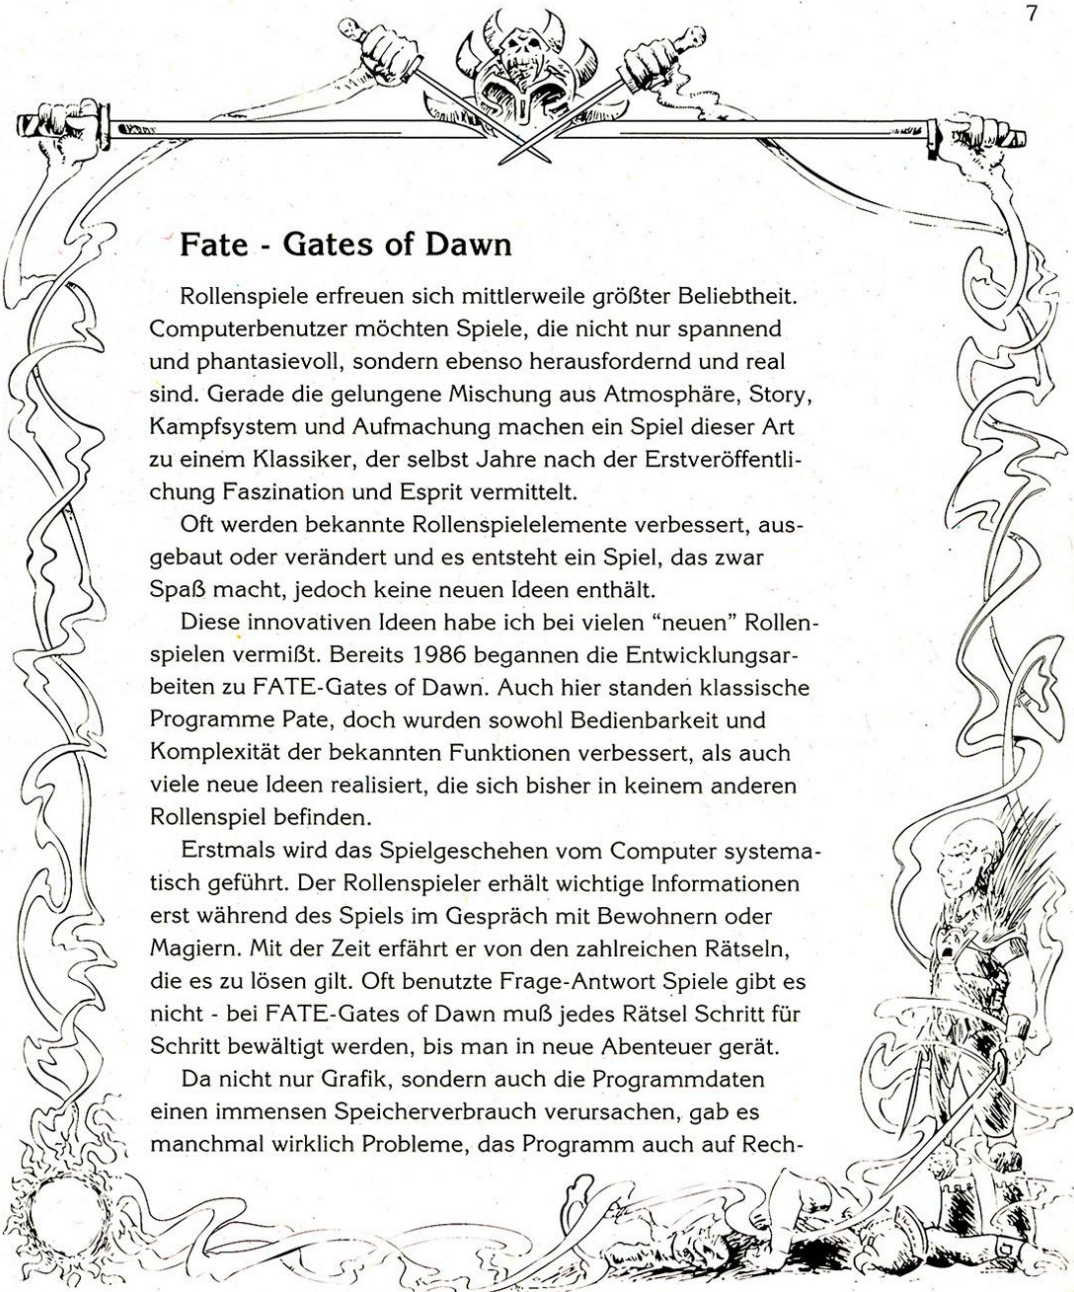 7
Fate - Gates of Dawn
Rollenspiele erfreuen sich mittlerweile größter Beliebtheit.
Computerbenutzer möchten Spiele, die nicht nur spannend
und phantasievoll, sondern ebenso herausfordernd und real
sind. Gerade die gelungene Mischung aus Atmosphäre, Story,
Kampfsystem und Aufmachung machen ein Spiel dieser Art
zu einem Klassiker, der selbst Jahre nach der Erstveröffentli-
chung Faszination und Esprit vermittelt.
Oft werden bekannte Rollenspielelemente verbessert, aus-
gebaut oder verändert und es entsteht ein Spiel, das zwar
Spaß macht, jedoch keine neuen Ideen enthält.
Diese innovativen Ideen habe ich bei vielen “neuen” Rollen-
spielen vermißt. Bereits 1986 begannen die Entwicklungsar-
beiten zu FATE-Gates of Dawn. Auch hier standen klassische
Programme Pate, doch wurden sowohl Bedienbarkeit und
Komplexität der bekannten Funktionen verbessert, als auch
viele neue Ideen realisiert, die sich bisher in keinem anderen
Rollenspiel befinden.
Erstmals wird das Spielgeschehen vom Computer systema-
tisch geführt. Der Rollenspieler erhält wichtige Informationen
erst während des Spiels im Gespräch mit Bewohnern oder
Magiern. Mit der Zeit erfährt er von den zahlreichen Rätseln,
die es zu lösen gilt. Oft benutzte Frage-Antwort Spiele gibt es
nicht - bei FATE-Gates of Dawn muß jedes Rätsel Schritt für
Schritt bewältigt werden, bis man in neue Abenteuer gerät.
Da nicht nur Grafik, sondern auch die Programmdaten
einen immensen Speicherverbrauch verursachen, gab es
manchmal wirklich Probleme, das Programm auch auf Rech-